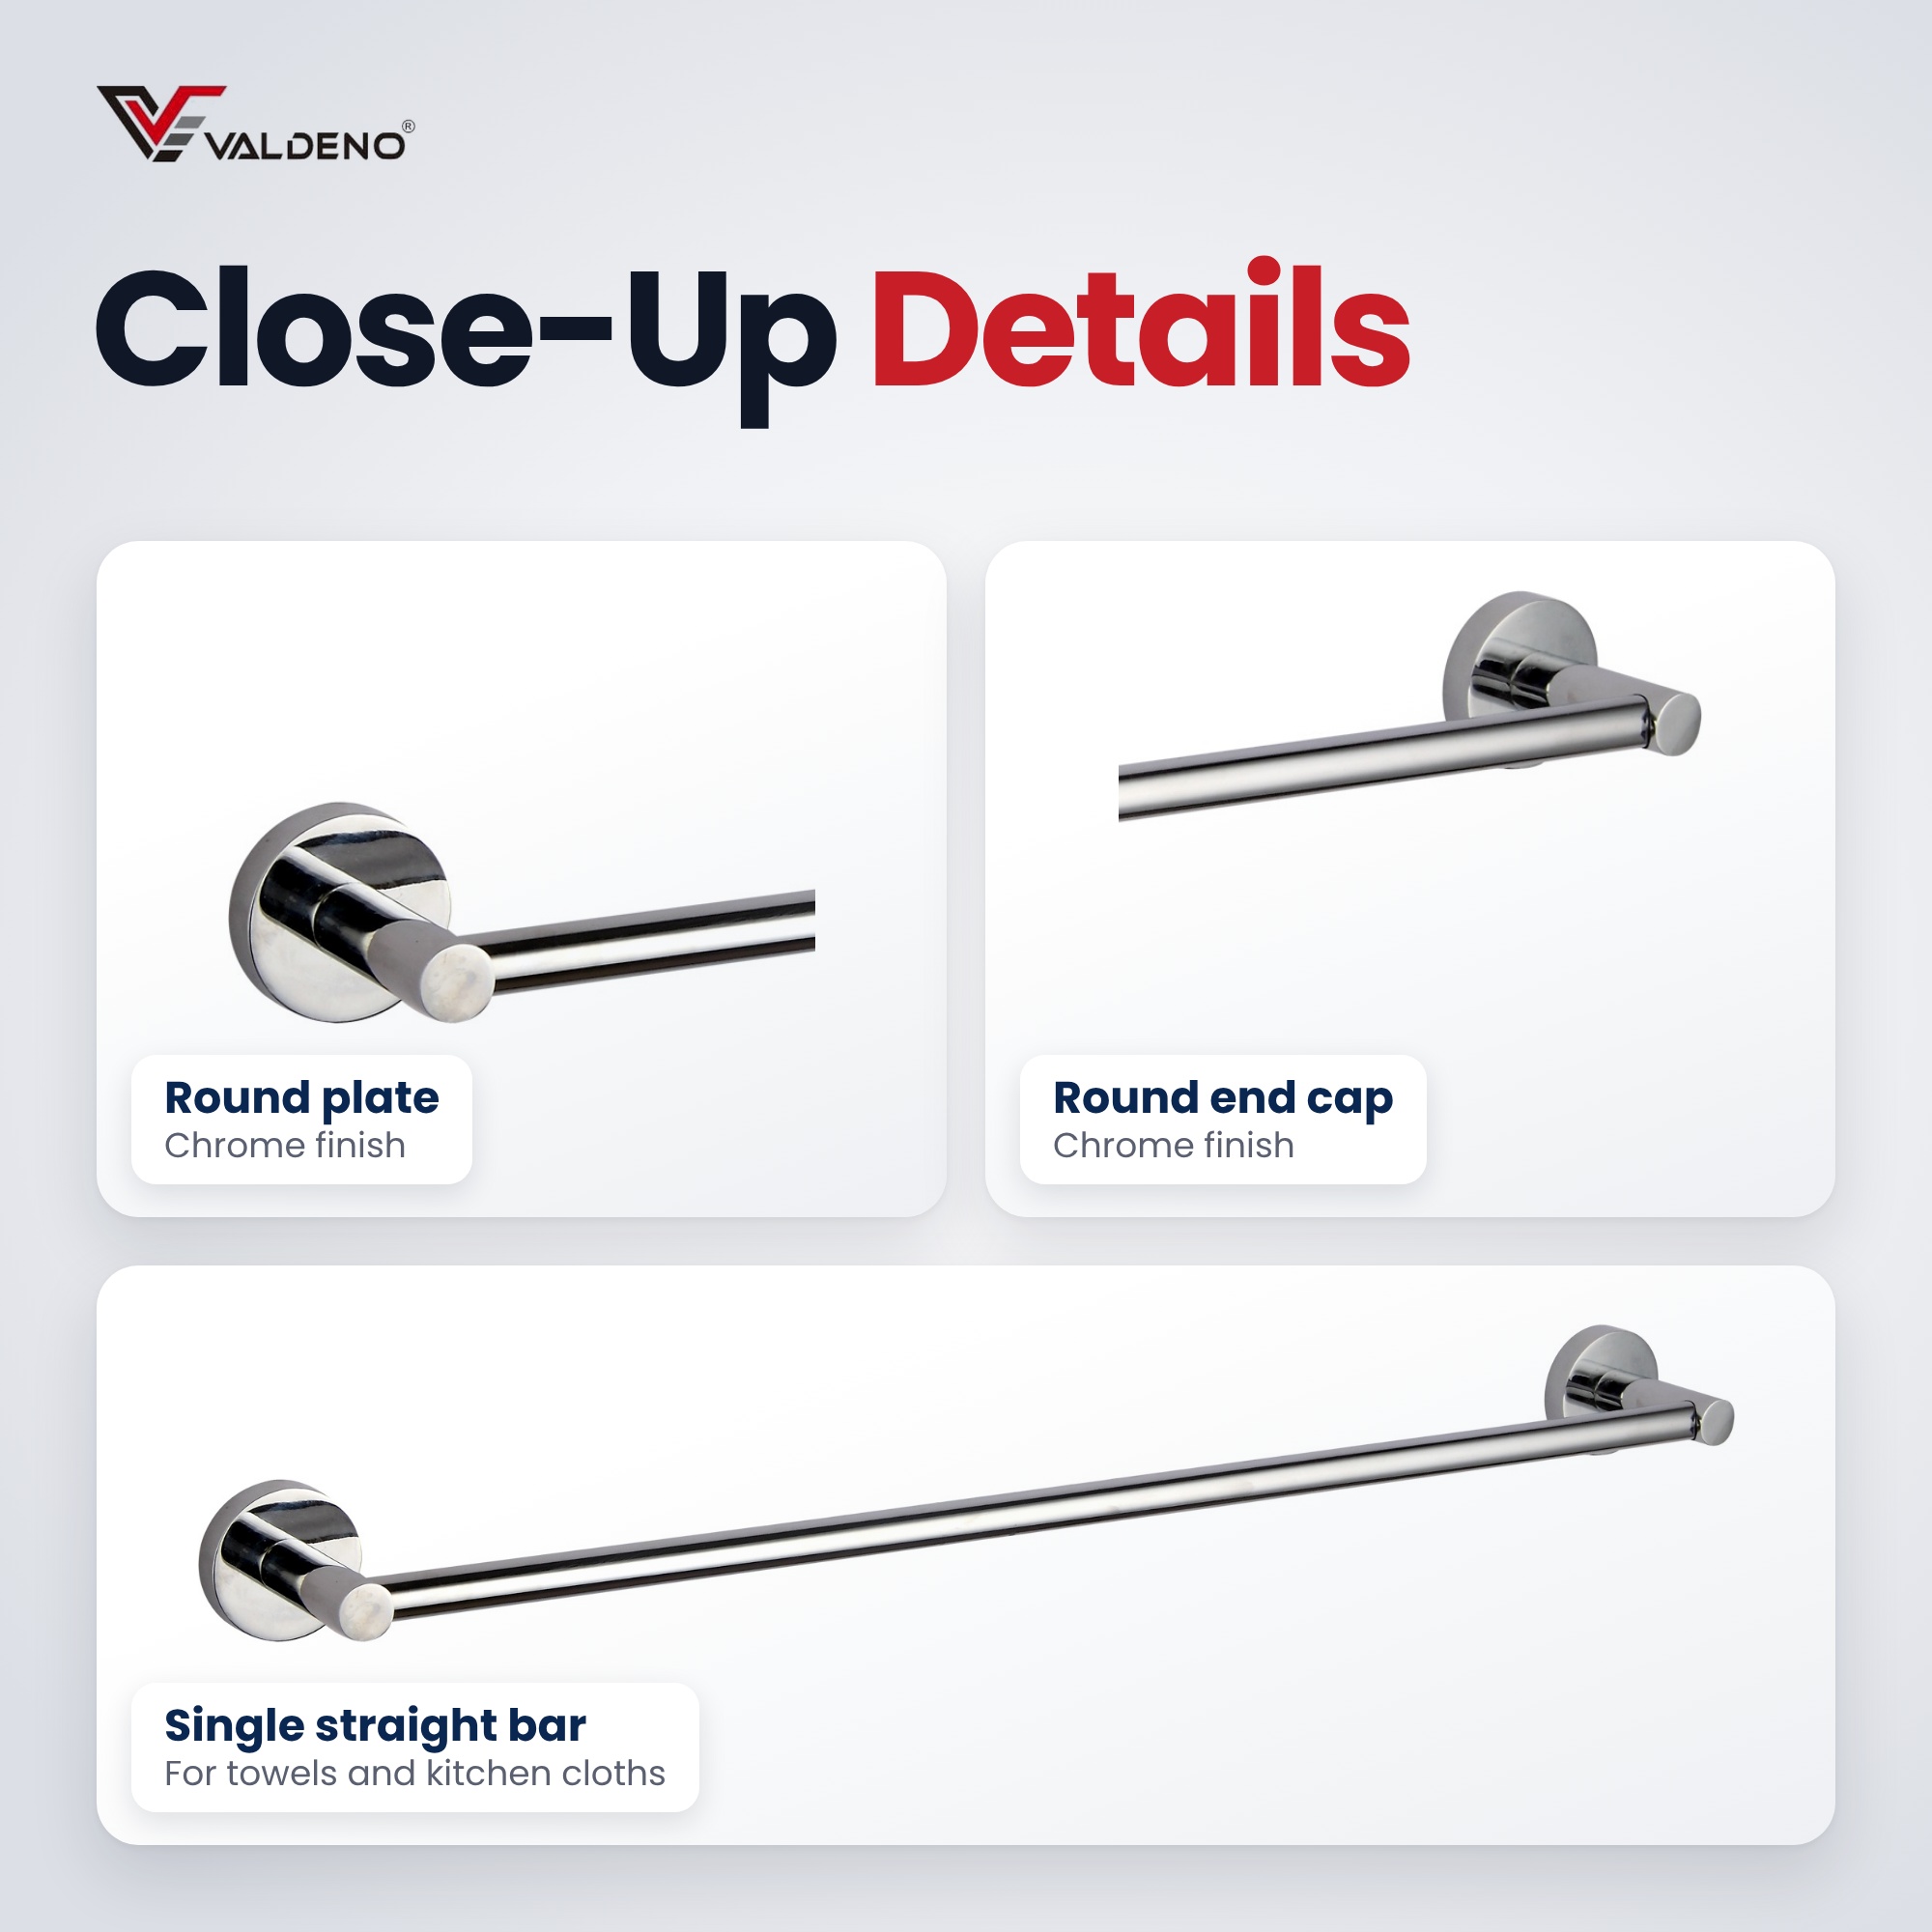 VALDENO®
Close-Up Details
Round plate
Chrome finish
Round end cap
Chrome finish
Single straight bar
For towels and kitchen cloths